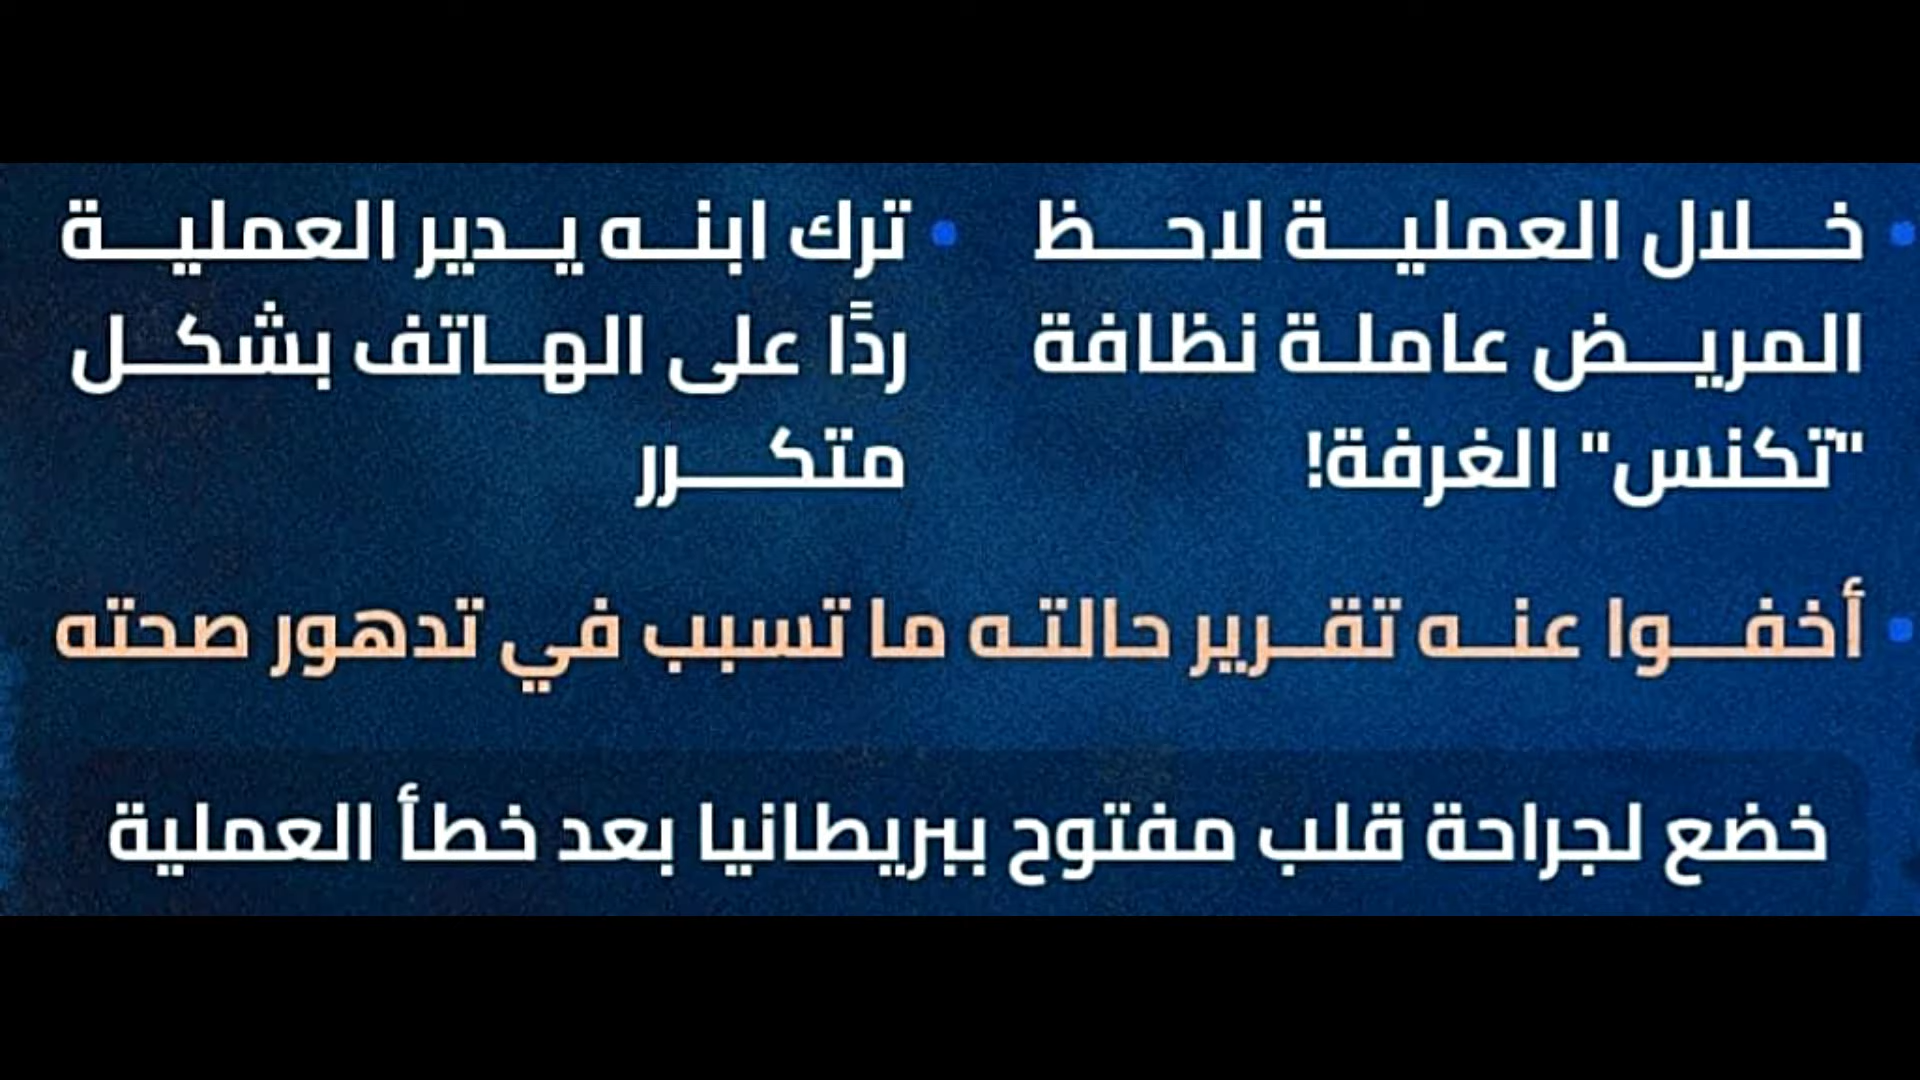 خلال العملية لاحظ
المريض عاملة نظافة
"تكنس" الغرفة!
ترك ابنه يدير العملية
ردًا على الهاتف بشكل
متكرر
أخفوا عنه تقرير حالته ما تسبب في تدهور صحته
خضع لجراحة قلب مفتوح ببريطانيا بعد خطأ العملية